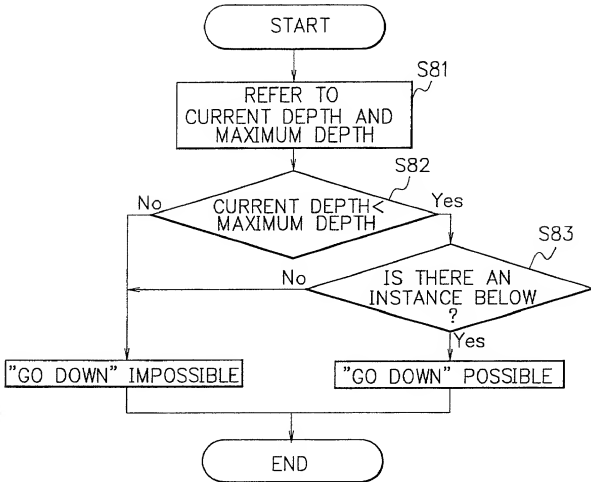 START
S81
REFER TO
CURRENT DEPTH AND
MAXIMUM DEPTH
S82
No
Yes
CURRENT DEPTH<
MAXIMUM DEPTH
S83
No
IS THERE AN
INSTANCE BELOW
?
Yes
"GO DOWN" IMPOSSIBLE
"GO DOWN" POSSIBLE
END